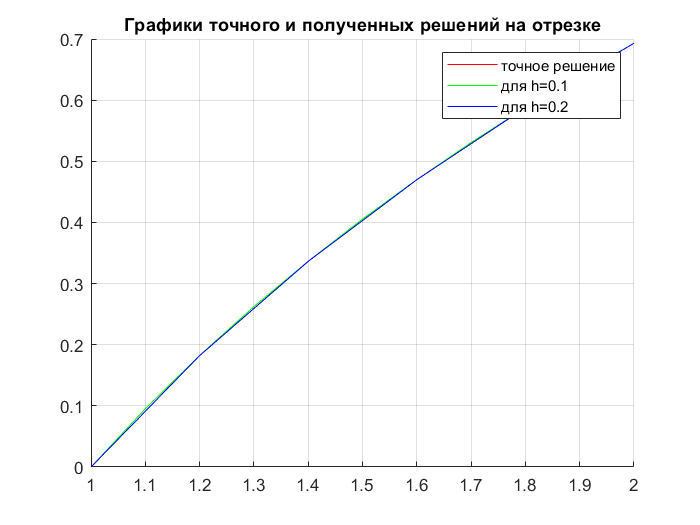 Графики точного и полученных решений на отрезке
0.7
0.6
0.5
0.4
0.3
0.2
0.1
0
точное решение
для h=0.1
для h=0.2
1 1.1 1.2 1.3 1.4 1.5 1.6 1.7 1.8 1.9 2